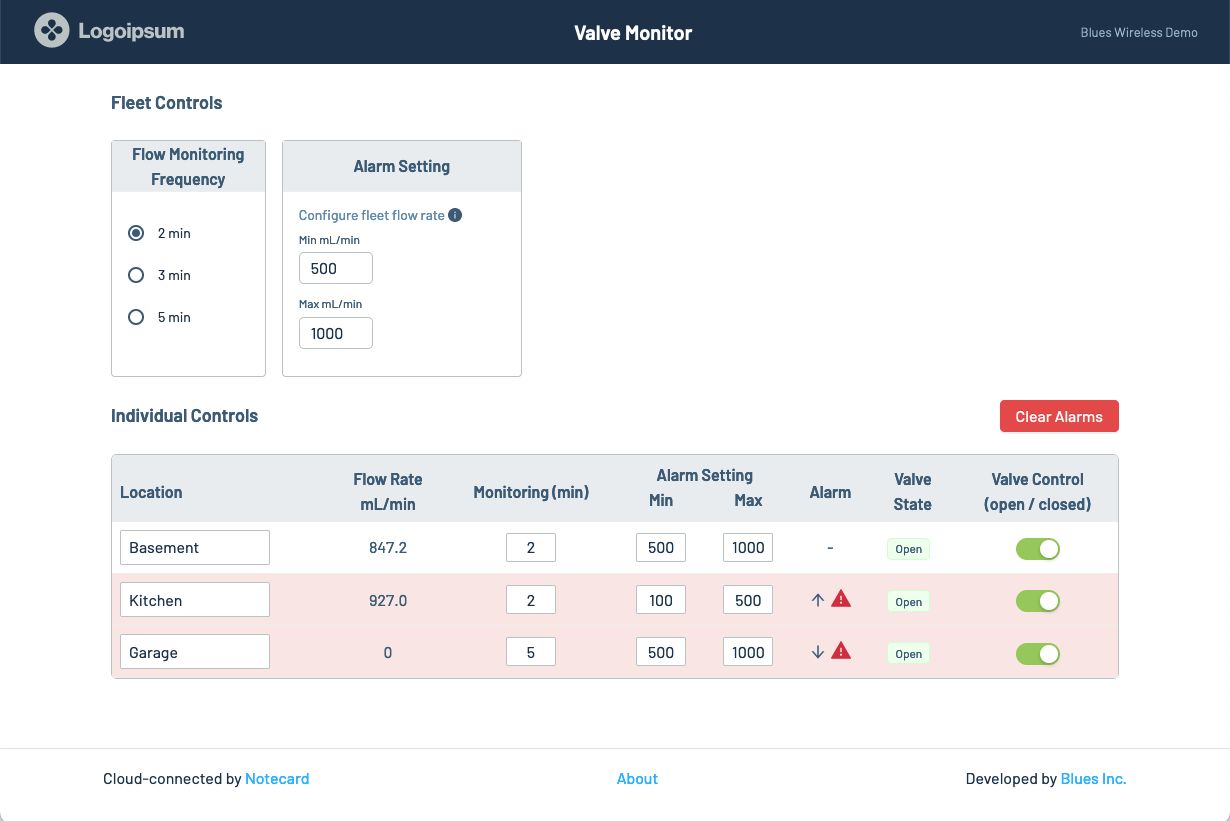 Logoipsum
Valve Monitor
Blues Wireless Demo
Fleet Controls
Flow Monitoring
Frequency
2 min
3 min
5 min
Alarm Setting
Configure fleet flow rate i
Min mL/min
500
Max mL/min
1000
Individual Controls
Clear Alarms
Location
Flow Rate
mL/min
Monitoring (min)
Alarm Setting
Min Max
Alarm
Valve
State
Valve Control
(open / closed)
Basement 847.2 2 500 1000 - Open
Kitchen 927.0 2 100 500 ↑ ! Open
Garage 0 5 500 1000 ↓ ! Open
Cloud-connected by Notecard
About
Developed by Blues Inc.